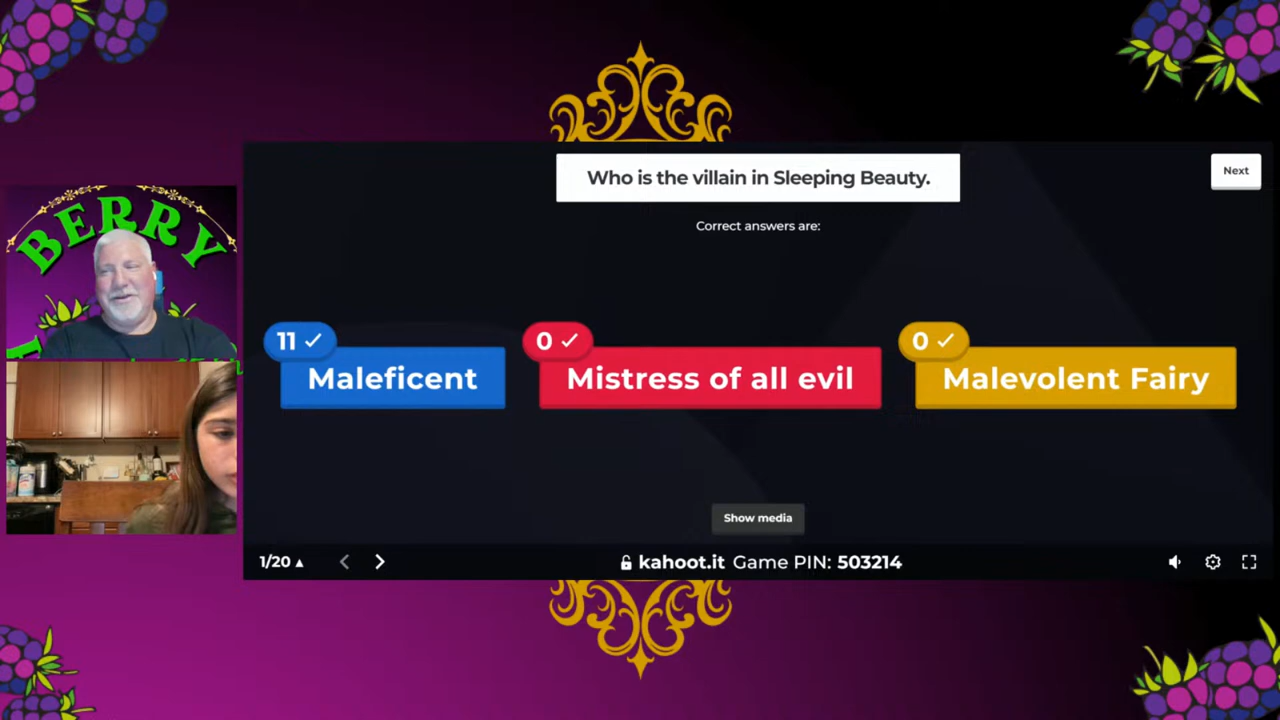 BERRY
Who is the villain in Sleeping Beauty.
Next
Correct answers are:
11
0
0
Maleficent
Mistress of all evil
Malevolent Fairy
Show media
1/20
kahoot.it Game PIN: 503214